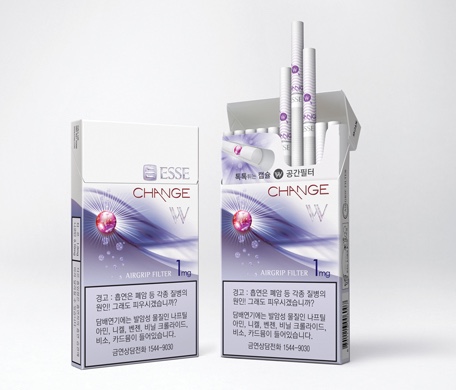 ESSE
CHANGE
W
AIRGRIP FILTER 1mg
경고 : 흡연은 폐암 등 각종 질병의
원인! 그래도 피우시겠습니까?
담배연기에는 발암성 물질인 나프틸
아민, 니켈, 벤젠, 비닐 크롤라이드,
비소, 카드뮴이 들어있습니다.
금연상담전화 1544-9030
톡톡터는 캡슐 W 공간필터
CHANGE
W
AIRGRIP FILTER 1mg
경고 : 흡연은 폐암 등 각종 질병의
원인! 그래도 피우시겠습니까?
담배연기에는 발암성 물질인 나프틸
아민, 니켈, 벤젠, 비닐 크롤라이드,
비소, 카드뮴이 들어있습니다.
금연상담전화 1544-9030